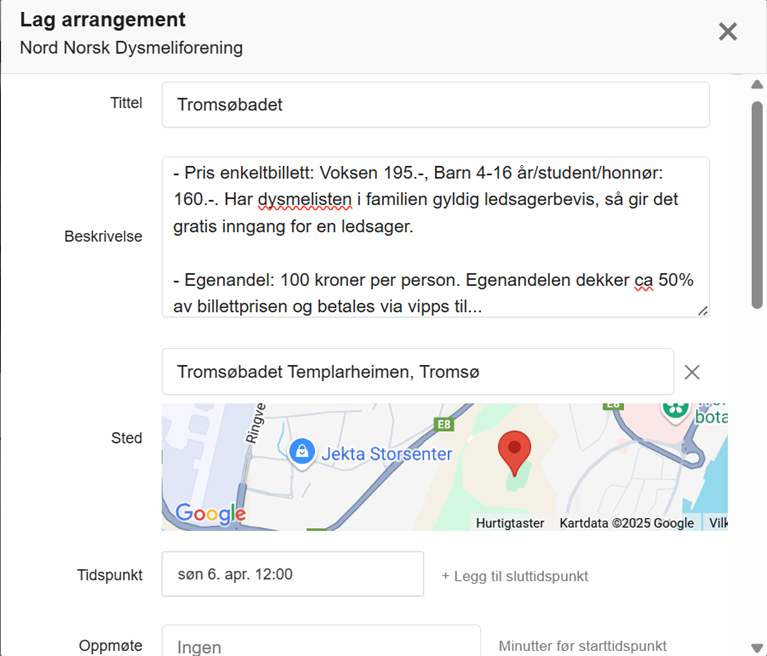 Lag arrangement
Nord Norsk Dysmeliforening
Tittel
Tromsøbadet
Beskrivelse
- Pris enkeltbillett: Voksen 195.-, Barn 4-16 år/student/honnør:
160.-. Har dysmelisten i familien gyldig ledsagerbevis, så gir det
gratis inngang for en ledsager.
- Egenandel: 100 kroner per person. Egenandelen dekker ca 50%
av billettprisen og betales via vipps til...
Sted
Tromsøbadet Templarheimen, Tromsø
Ringve
E8
E8
bota
Jekta Storsenter
Google
Hurtigtaster
Kartdata ©2025 Google
Vilk
Tidspunkt
søn 6. apr. 12:00
+ Legg til sluttidspunkt
Oppmøte
Ingen
Minutter før starttidspunkt